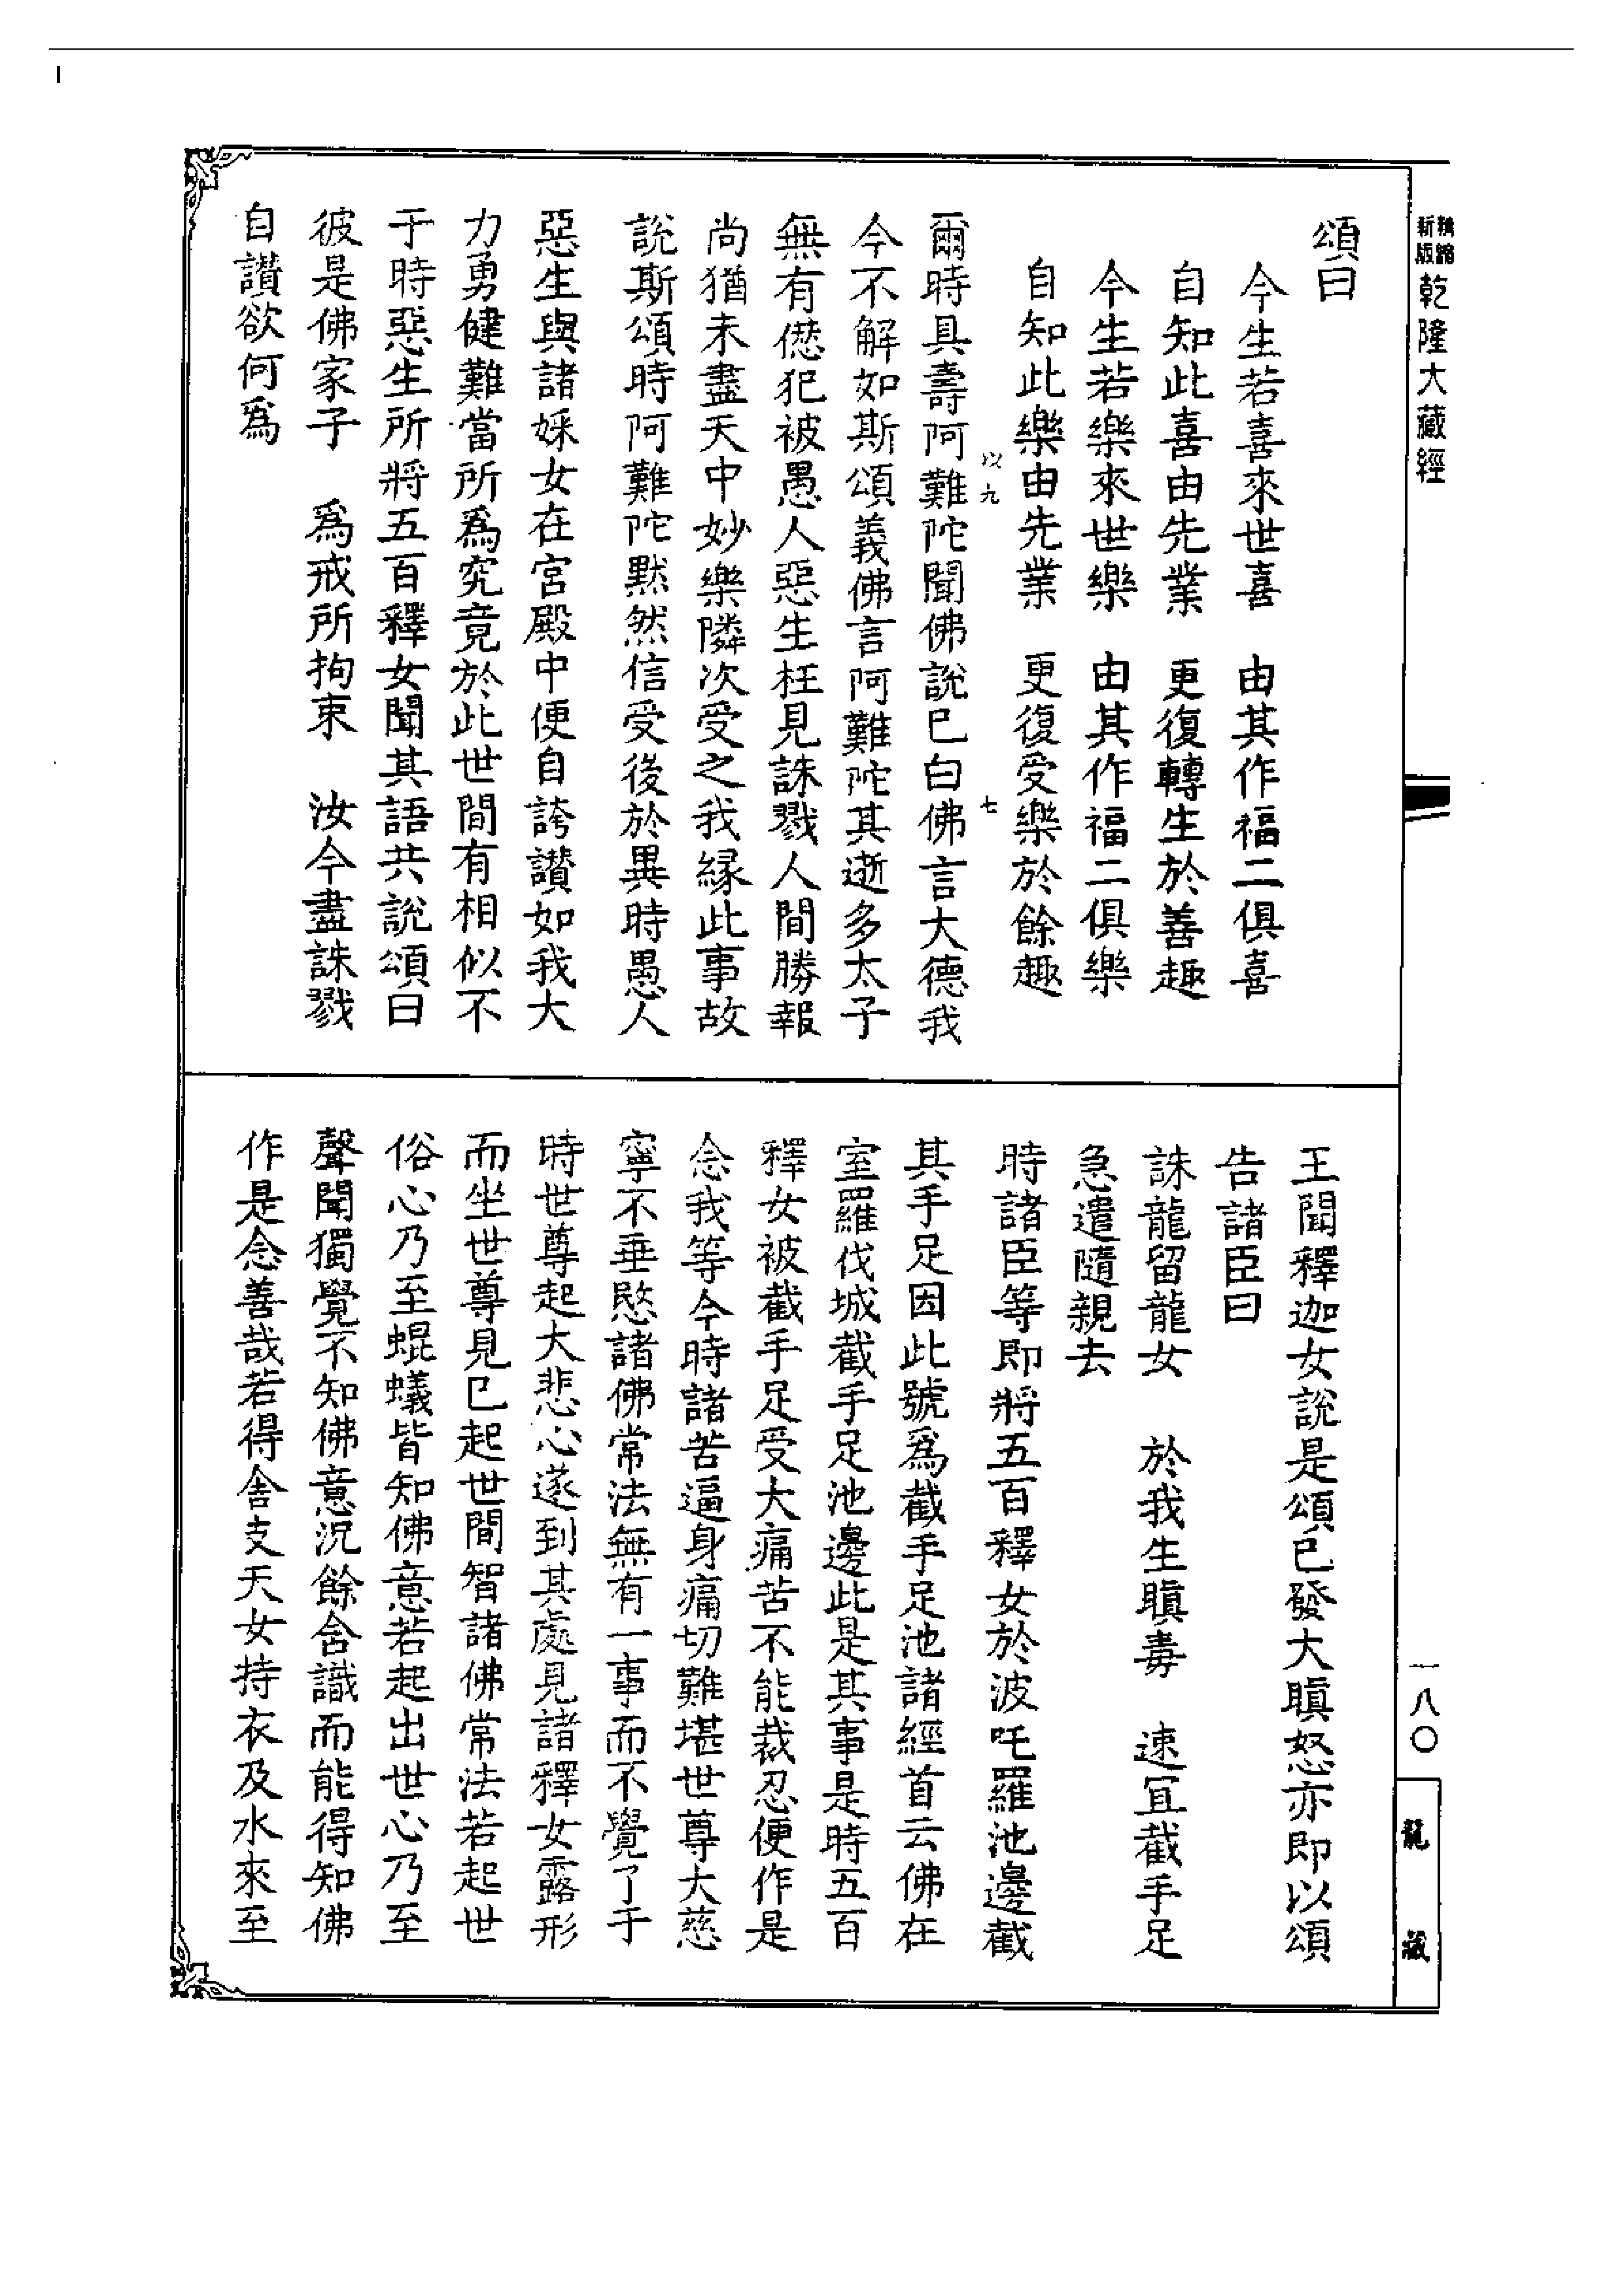 新編
縮版
乾隆大藏經
頌曰
今生若喜來世喜　由其作福二俱喜
自知此喜由先業　更復轉生於善趣
今生若樂來世樂　由其作福二俱樂
自知此樂由先業　更復受樂於餘趣
九
七
爾時具壽阿難陀聞佛說已白佛言大德我
今不解如斯頌義佛言阿難陀其逝多太子
無有僁犯被愚人惡生枉見誅戮人間勝報
尚猶未盡天中妙樂隣次受之我緣此事故
說斯頌時阿難陀默然信受後於異時愚人
惡生與諸婇女在宮殿中便自誇讃如我大
力勇健難當所爲究竟於此世間有相似不
于時惡生所將五百釋女聞其語共說頌曰
彼是佛家子　爲戒所拘束　汝今盡誅戮
自讃欲何爲
王聞釋迦女說是頌已發大瞋怒亦即以頌
告諸臣曰
誅龍留龍女　於我生瞋毒　速宜截手足
急遣隨親去
時諸臣等即將五百釋女於波吒羅池邊截
其手足因此號爲截手足池諸經首云佛在
室羅伐城截手足池邊此是其事是時五百
釋女被截手足受大痛苦不能裁忍便作是
念我等今時諸苦逼身痛切難堪世尊大慈
寧不垂愍諸佛常法無有一事而不覺了于
時世尊起大悲心遂到其處見諸釋女露形
而坐世尊見已起世間智諸佛常法若起世
俗心乃至蜫蟻皆知佛意若起出世心乃至
聲聞獨覺不知佛意況餘含識而能得知佛
作是念善哉若得舍支天女持衣及水來至
一八〇
龍藏